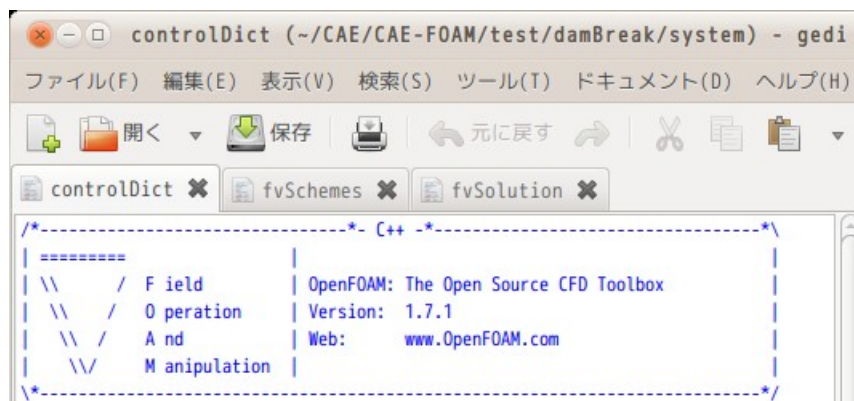 controlDict (~/CAE/CAE-FOAM/test/damBreak/system) - gedi
ファイル(F) 編集(E) 表示(V) 検索(S) ツール(T) ドキュメント(D) ヘルプ(H)
開く 保存 元に戻す
controlDict fvSchemes fvSolution
/*--------------------------------*- C++ -*----------------------------------*\
| =========                 |                                                 |
| \\      /  F ield         | OpenFOAM: The Open Source CFD Toolbox           |
|  \\    /   O peration     | Version:  1.7.1                                 |
|   \\  /    A nd           | Web:      www.OpenFOAM.com                      |
|    \\/     M anipulation  |                                                 |
\*---------------------------------------------------------------------------*/